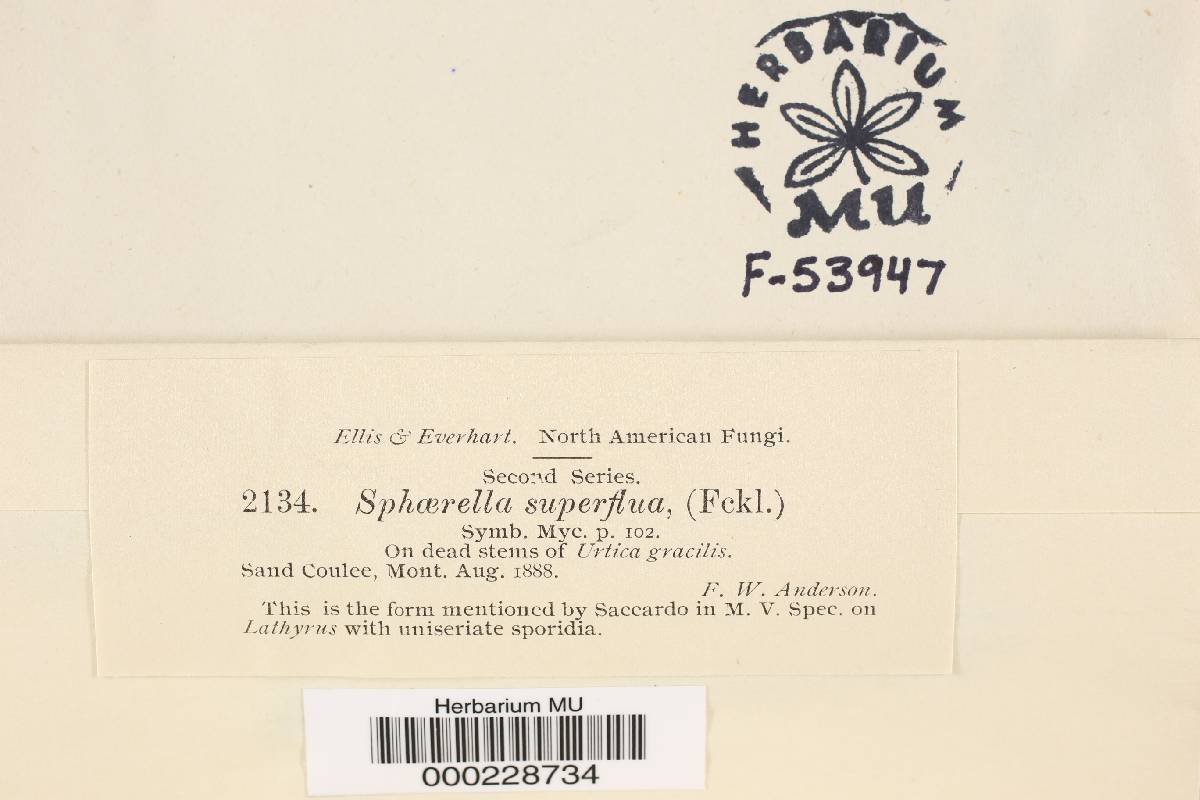 HERBARIUM
MU
F-53947
Ellis & Everhart. North American Fungi.
Second Series.
2134. Sphærella superflua, (Fckl.)
Symb. Myc. p. 102.
On dead stems of Urtica gracilis.
Sand Coulee, Mont. Aug. 1888.
F. W. Anderson.
This is the form mentioned by Saccardo in M. V. Spec. on
Lathyrus with uniseriate sporidia.
Herbarium MU
000228734